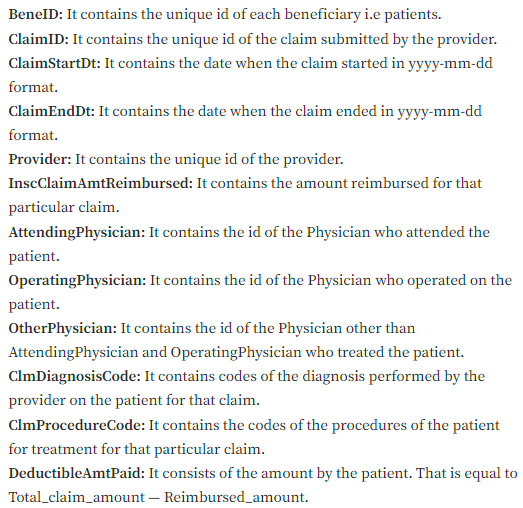 BeneID: It contains the unique id of each beneficiary i.e patients.
ClaimID: It contains the unique id of the claim submitted by the provider.
ClaimStartDt: It contains the date when the claim started in yyyy-mm-dd
format.
ClaimEndDt: It contains the date when the claim ended in yyyy-mm-dd
format.
Provider: It contains the unique id of the provider.
InscClaimAmtReimbursed: It contains the amount reimbursed for that
particular claim.
AttendingPhysician: It contains the id of the Physician who attended the
patient.
OperatingPhysician: It contains the id of the Physician who operated on the
patient.
OtherPhysician: It contains the id of the Physician other than
AttendingPhysician and OperatingPhysician who treated the patient.
ClmDiagnosisCode: It contains codes of the diagnosis performed by the
provider on the patient for that claim.
ClmProcedureCode: It contains the codes of the procedures of the patient
for treatment for that particular claim.
DeductibleAmtPaid: It consists of the amount by the patient. That is equal to
Total_claim_amount — Reimbursed_amount.